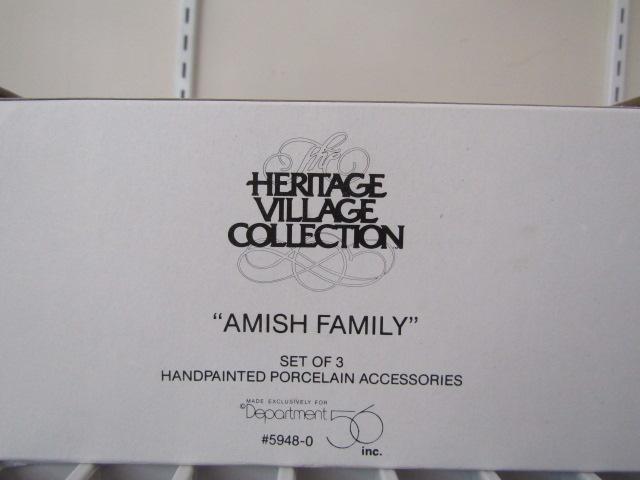 The
HERITAGE
VILLAGE
COLLECTION
“AMISH FAMILY”
SET OF 3
HANDPAINTED PORCELAIN ACCESSORIES
MADE EXCLUSIVELY FOR
©Department 56
inc.
#5948-0